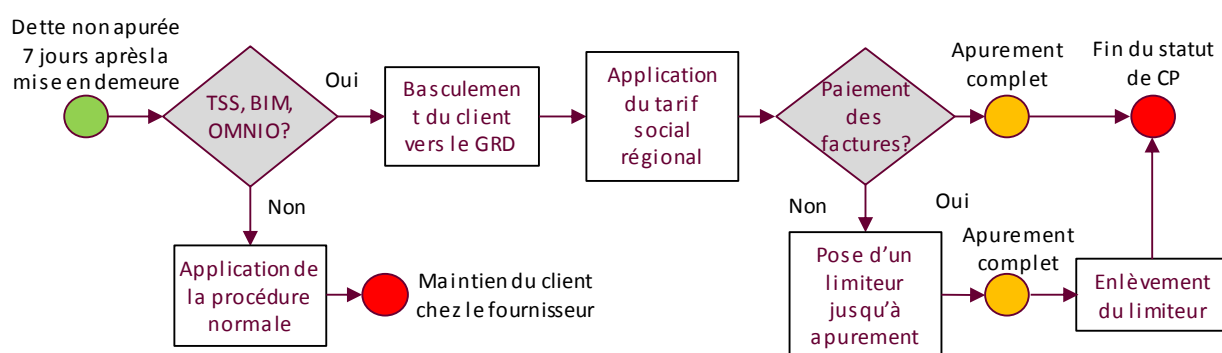 Dette non apurée
7 jours après la
mise en demeure
TSS, BIM,
OMNIO?
Oui
Basculemen
t du client
vers le GRD
Application
du tarif
social
régional
Paiement
des
factures?
Apurement
complet
Fin du statut
de CP
Non
Application de
la procédure
normale
Maintien du client
chez le fournisseur
Non
Oui
Pose d'un
limiteur
jusqu'à
apurement
Apurement
complet
Enlèvement
du limiteur